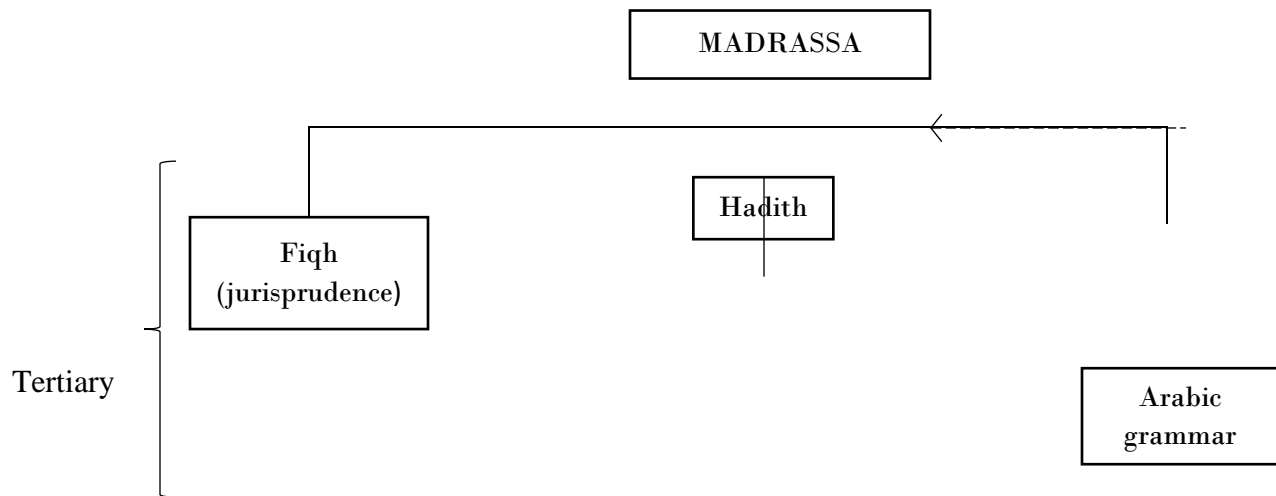 MADRASSA
Hadith
Fiqh
(jurisprudence)
Tertiary
Arabic
grammar